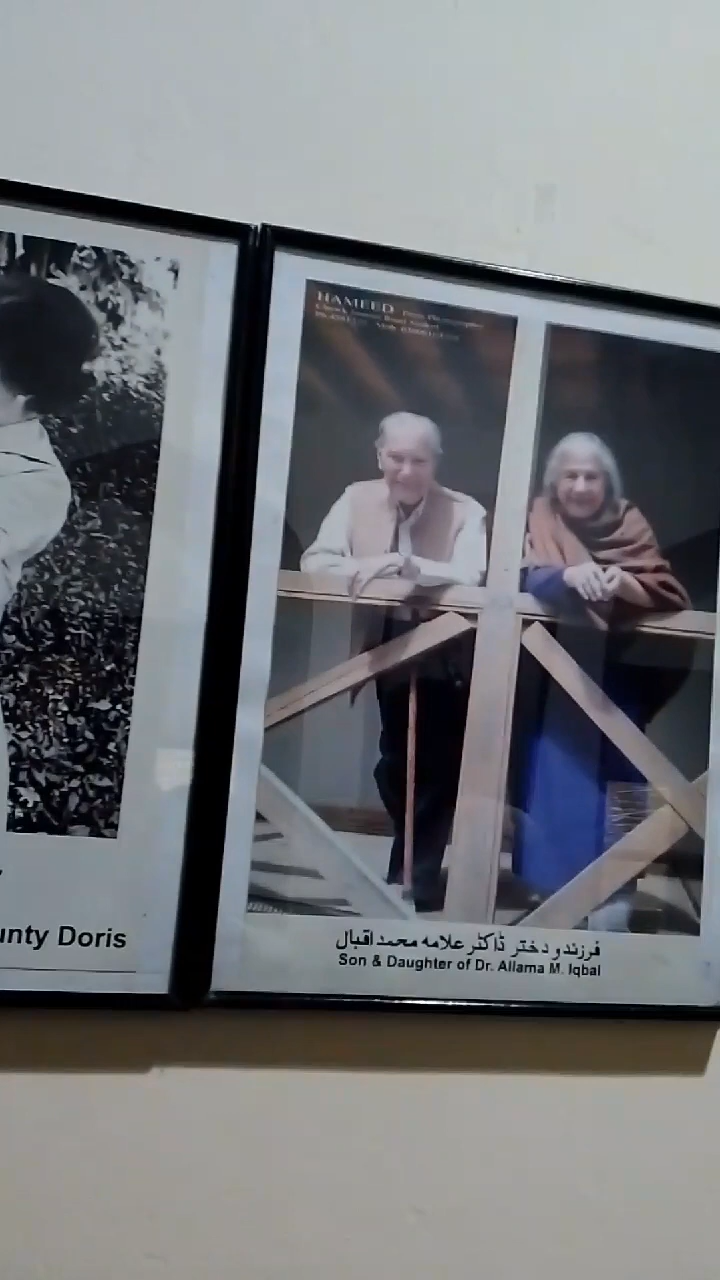 HAMEED
unty Doris
فرزند و دختر ڈاکٹر علامہ محمد اقبال
Son & Daughter of Dr. Allama M. Iqbal